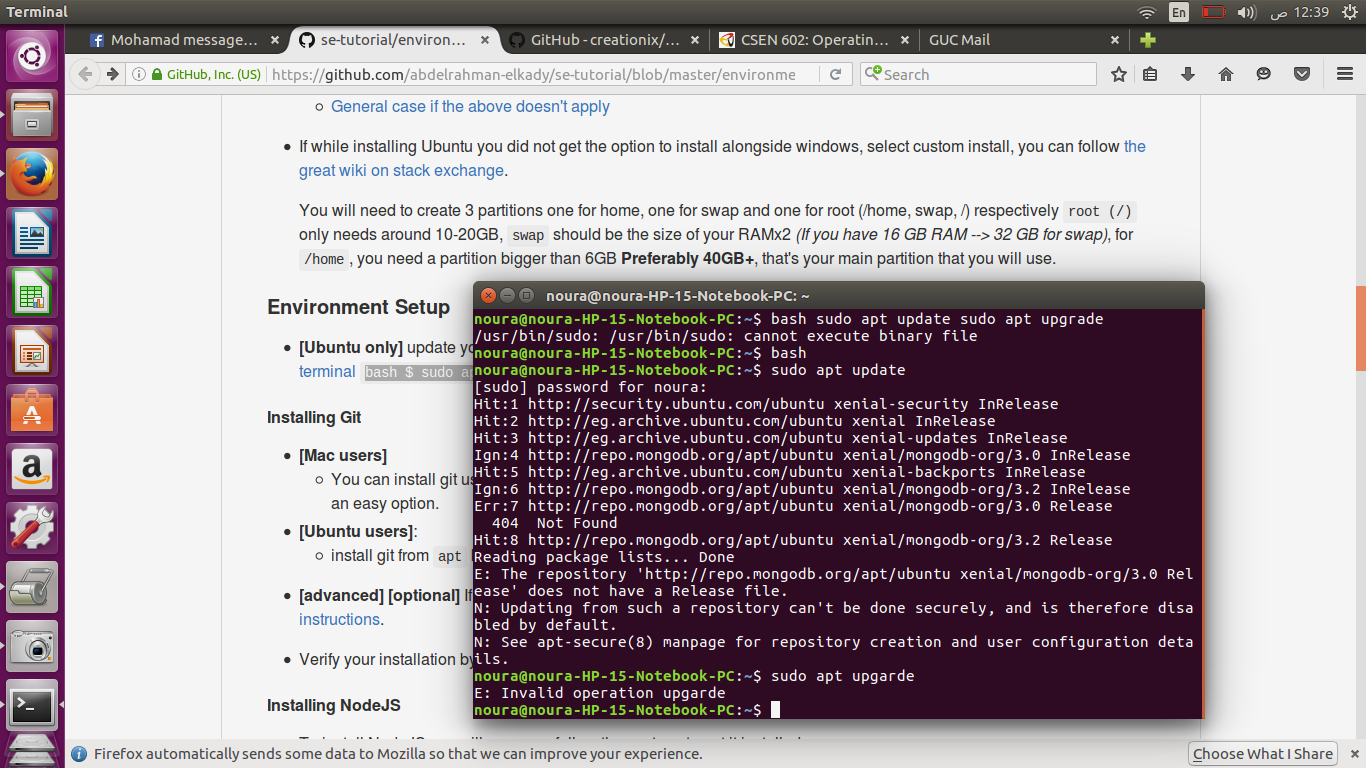 Terminal
En
ص 12:39
Mohamad message...
se-tutorial/environ...
GitHub - creationix/...
CSEN 602: Operatin...
GUC Mail
GitHub, Inc. (US)
https://github.com/abdelrahman-elkady/se-tutorial/blob/master/environme
Search
General case if the above doesn't apply
If while installing Ubuntu you did not get the option to install alongside windows, select custom install, you can follow the
great wiki on stack exchange.
You will need to create 3 partitions one for home, one for swap and one for root (/home, swap, /) respectively root (/)
only needs around 10-20GB, swap should be the size of your RAMx2 (If you have 16 GB RAM --> 32 GB for swap), for
/home, you need a partition bigger than 6GB Preferably 40GB+, that's your main partition that you will use.
Environment Setup
[Ubuntu only] update yo
terminal bash $ sudo ap
Installing Git
[Mac users]
You can install git us
an easy option.
[Ubuntu users]:
install git from apt
[advanced] [optional] If
instructions.
Verify your installation by
Installing NodeJS
noura@noura-HP-15-Notebook-PC: ~
noura@noura-HP-15-Notebook-PC:~$ bash sudo apt update sudo apt upgrade
/usr/bin/sudo: /usr/bin/sudo: cannot execute binary file
noura@noura-HP-15-Notebook-PC:~$ bash
noura@noura-HP-15-Notebook-PC:~$ sudo apt update
[sudo] password for noura:
Hit:1 http://security.ubuntu.com/ubuntu xenial-security InRelease
Hit:2 http://eg.archive.ubuntu.com/ubuntu xenial InRelease
Hit:3 http://eg.archive.ubuntu.com/ubuntu xenial-updates InRelease
Ign:4 http://repo.mongodb.org/apt/ubuntu xenial/mongodb-org/3.0 InRelease
Hit:5 http://eg.archive.ubuntu.com/ubuntu xenial-backports InRelease
Ign:6 http://repo.mongodb.org/apt/ubuntu xenial/mongodb-org/3.2 InRelease
Err:7 http://repo.mongodb.org/apt/ubuntu xenial/mongodb-org/3.0 Release
404 Not Found
Hit:8 http://repo.mongodb.org/apt/ubuntu xenial/mongodb-org/3.2 Release
Reading package lists... Done
E: The repository 'http://repo.mongodb.org/apt/ubuntu xenial/mongodb-org/3.0 Rel
ease' does not have a Release file.
N: Updating from such a repository can't be done securely, and is therefore disa
bled by default.
N: See apt-secure(8) manpage for repository creation and user configuration deta
ils.
noura@noura-HP-15-Notebook-PC:~$ sudo apt upgarde
E: Invalid operation upgarde
noura@noura-HP-15-Notebook-PC:~$
Firefox automatically sends some data to Mozilla so that we can improve your experience.
Choose What I Share